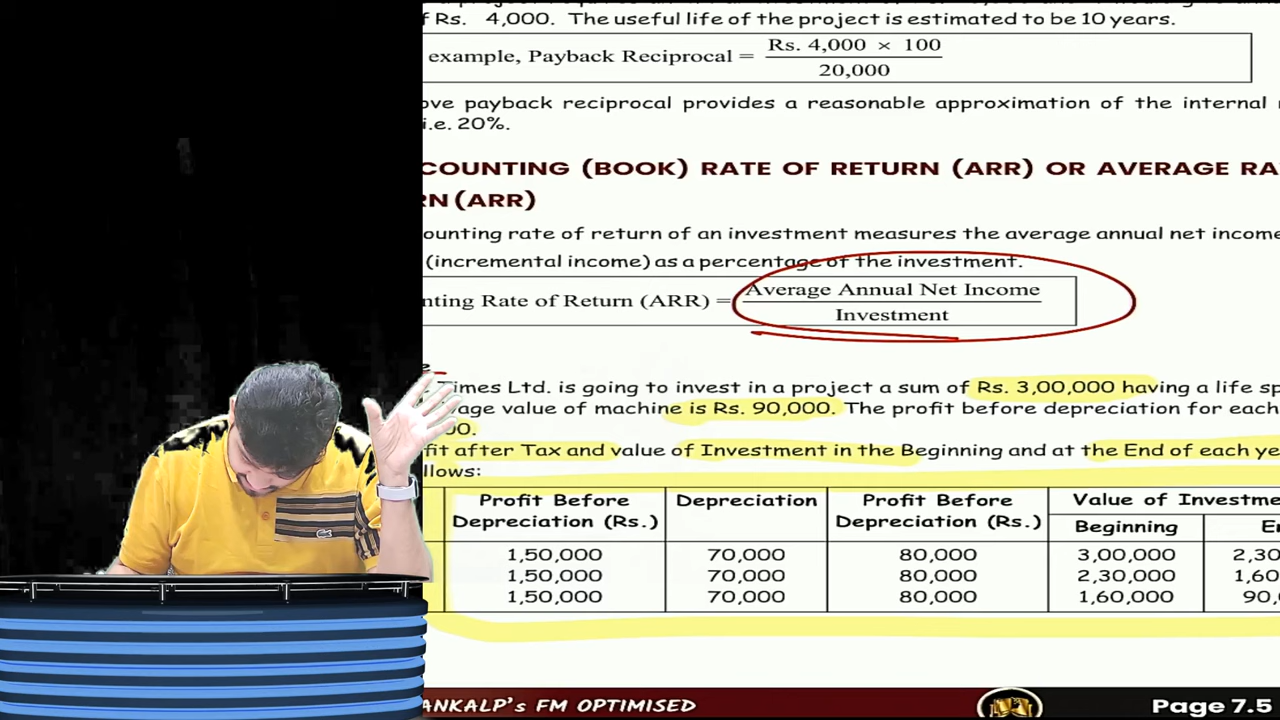 f Rs. 4,000. The useful life of the project is estimated to be 10 years.
example, Payback Reciprocal = Rs. 4,000 × 100
20,000
ove payback reciprocal provides a reasonable approximation of the internal
i.e. 20%.
COUNTING (BOOK) RATE OF RETURN (ARR) OR AVERAGE RA
RN (ARR)
ounting rate of return of an investment measures the average annual net income
(incremental income) as a percentage of the investment.
nting Rate of Return (ARR) = Average Annual Net Income
Investment
Times Ltd. is going to invest in a project a sum of Rs. 3,00,000 having a life sp
age value of machine is Rs. 90,000. The profit before depreciation for each
00.
fit after Tax and value of Investment in the Beginning and at the End of each ye
llows:
Profit Before Depreciation Profit Before Value of Investme
Depreciation (Rs.) Depreciation (Rs.) Beginning En
1,50,000 70,000 80,000 3,00,000 2,30
1,50,000 70,000 80,000 2,30,000 1,60
1,50,000 70,000 80,000 1,60,000 90,
ANKALP's FM OPTIMISED
Page 7.5